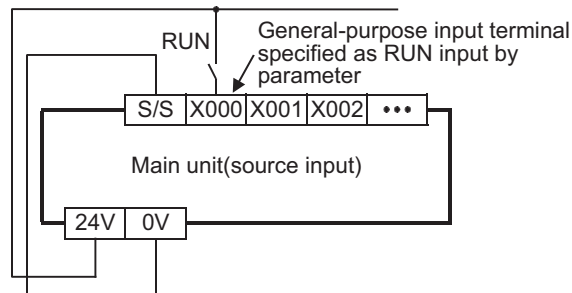 RUN
General-purpose input terminal
specified as RUN input by
parameter
S/S X000 X001 X002 •••
Main unit(source input)
24V 0V